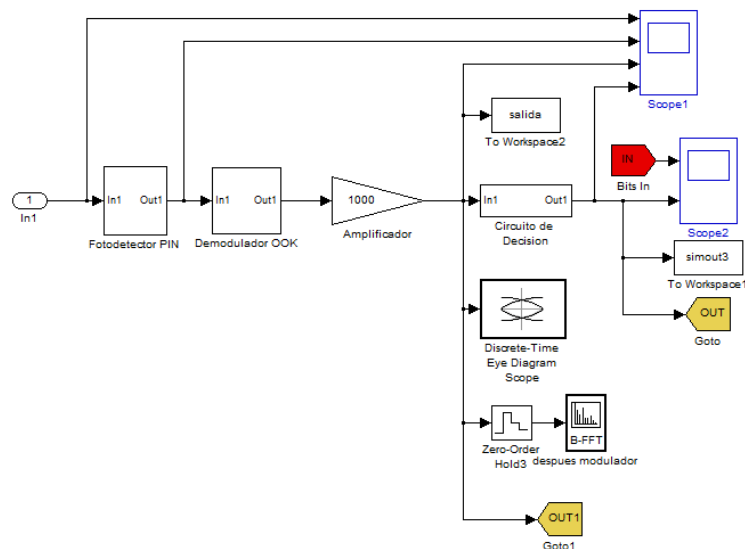 Scope1
salida
To Workspace2
IN
Bits In
1
In1
In1 Out1
Fotodetector PIN
In1 Out1
Demodulador OOK
1000
Amplificador
In1 Out1
Circuito de
Decision
Scope2
simout3
To Workspace1
OUT
Goto
Discrete-Time
Eye Diagram
Scope
Zero-Order
Hold3
B-FFT
despues modulador
OUT1
Goto1